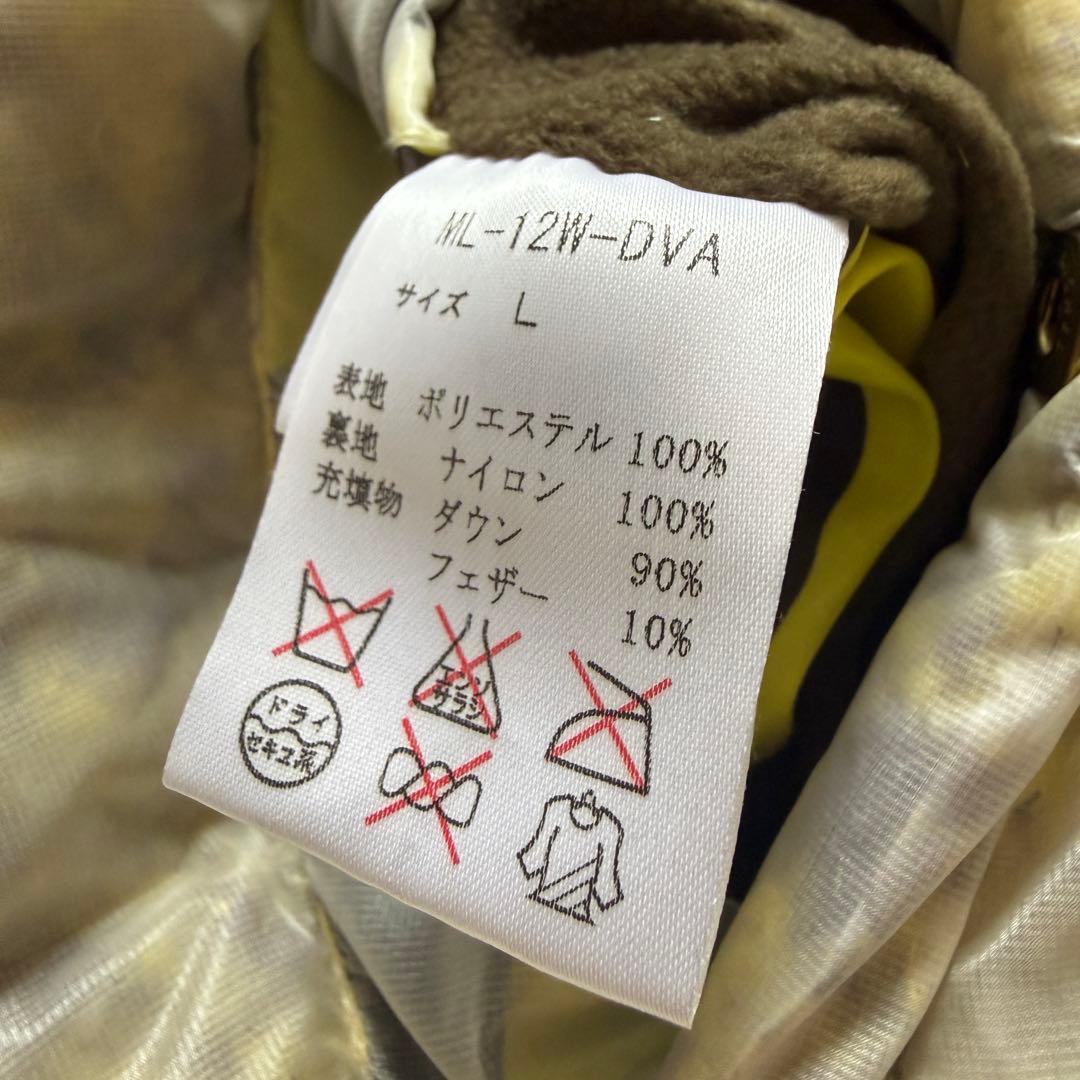 ML-12W-DVA
サイズ L
表地 ポリエステル 100%
裏地 ナイロン 100%
充填物 ダウン 90%
フェザー 10%
エンソ
サラシ
ドライ
セキユ系